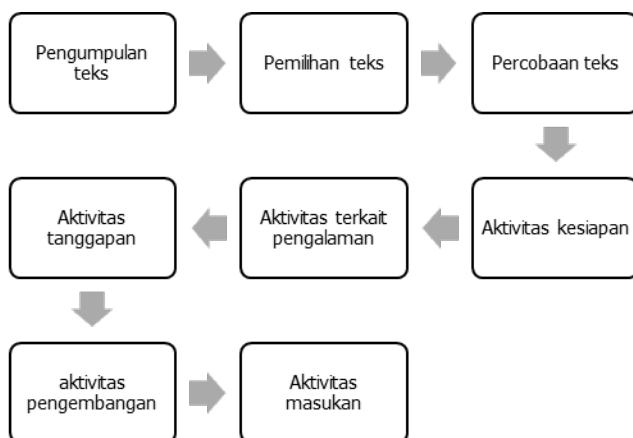 Pengumpulan
teks
Pemilihan teks
Percobaan teks
Aktivitas kesiapan
Aktivitas terkait
pengalaman
Aktivitas
tanggapan
aktivitas
pengembangan
Aktivitas
masukan